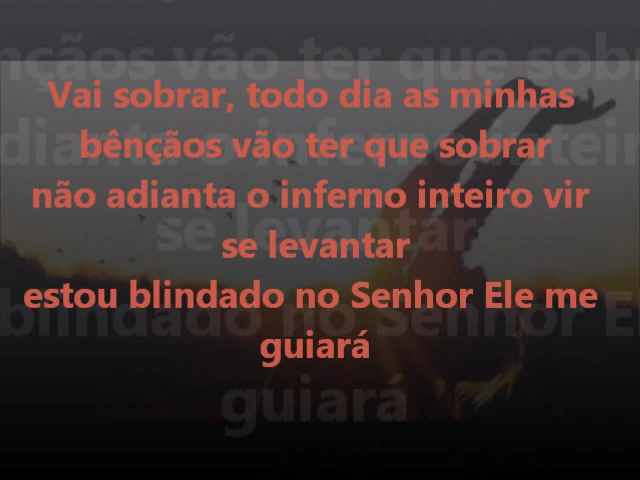 Vai sobrar, todo dia as minhas
bênçãos vão ter que sobrar
não adianta o inferno inteiro vir
se levantar
estou blindado no Senhor Ele me
guiará